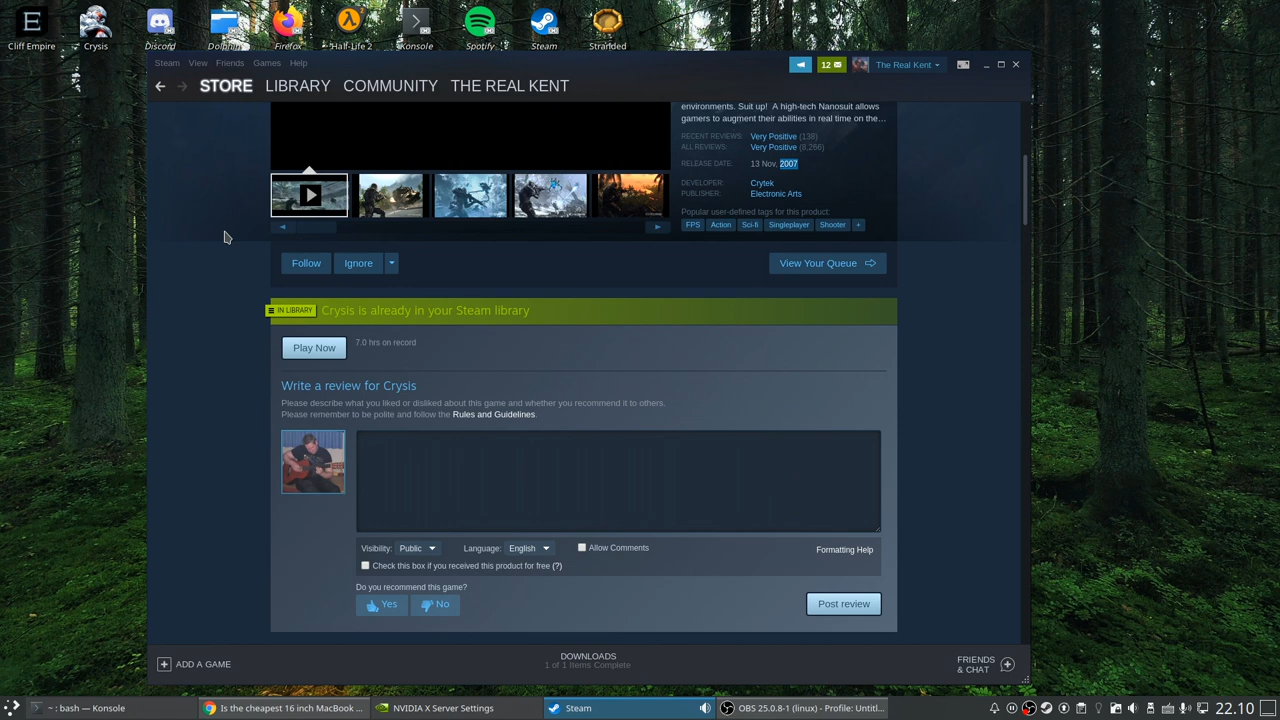 Cliff Empire
Crysis
Discord
Dolphin
Firefox
Half-Life 2
Konsole
Spotify
Steam
Stranded
Steam View Friends Games Help
12
The Real Kent
STORE LIBRARY COMMUNITY THE REAL KENT
environments. Suit up! A high-tech Nanosuit allows
gamers to augment their abilities in real time on the…
RECENT REVIEWS: Very Positive (138)
ALL REVIEWS: Very Positive (8,266)
RELEASE DATE: 13 Nov, 2007
DEVELOPER: Crytek
PUBLISHER: Electronic Arts
Popular user-defined tags for this product:
FPS Action Sci-fi Singleplayer Shooter +
Follow Ignore View Your Queue
IN LIBRARY Crysis is already in your Steam library
Play Now 7.0 hrs on record
Write a review for Crysis
Please describe what you liked or disliked about this game and whether you recommend it to others.
Please remember to be polite and follow the Rules and Guidelines.
Visibility: Public Language: English Allow Comments Formatting Help
Check this box if you received this product for free (?)
Do you recommend this game?
Yes No Post review
ADD A GAME
DOWNLOADS
1 of 1 Items Complete
FRIENDS
& CHAT
~ : bash — Konsole
Is the cheapest 16 inch MacBook ...
NVIDIA X Server Settings
Steam
OBS 25.0.8-1 (linux) - Profile: Untitl...
22.10